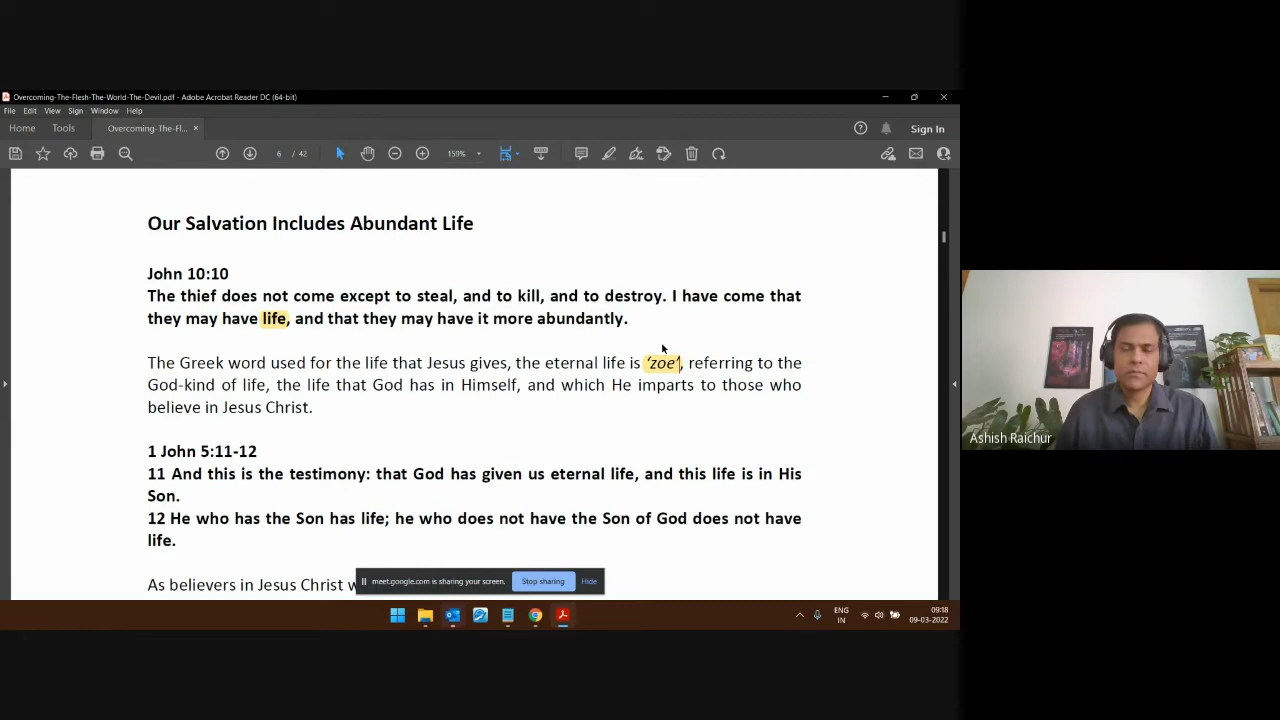 Overcoming-The-Flesh-The-World-The-Devil.pdf - Adobe Acrobat Reader DC (64-bit)
File Edit View Sign Window Help
Home Tools Overcoming-The-Fl... × Sign In
6 / 42 159%
Our Salvation Includes Abundant Life
John 10:10
The thief does not come except to steal, and to kill, and to destroy. I have come that
they may have life, and that they may have it more abundantly.
The Greek word used for the life that Jesus gives, the eternal life is ‘zoe’, referring to the
God-kind of life, the life that God has in Himself, and which He imparts to those who
believe in Jesus Christ.
1 John 5:11-12
11 And this is the testimony: that God has given us eternal life, and this life is in His
Son.
12 He who has the Son has life; he who does not have the Son of God does not have
life.
As believers in Jesus Christ w
meet.google.com is sharing your screen. Stop sharing Hide
ENG
IN
09:18
09-03-2022
Ashish Raichur